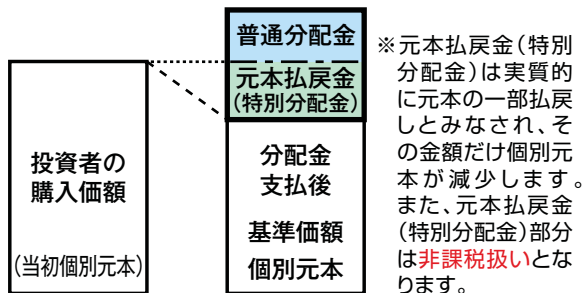 普通分配金
元本払戻金
(特別分配金)
投資者の
購入価額
(当初個別元本)
分配金
支払後
基準価額
個別元本
※元本払戻金(特別
分配金)は実質的
に元本の一部払戻
しとみなされ、そ
の金額だけ個別元
本が減少します。
また、元本払戻金
(特別分配金)部分
は非課税扱いとな
ります。